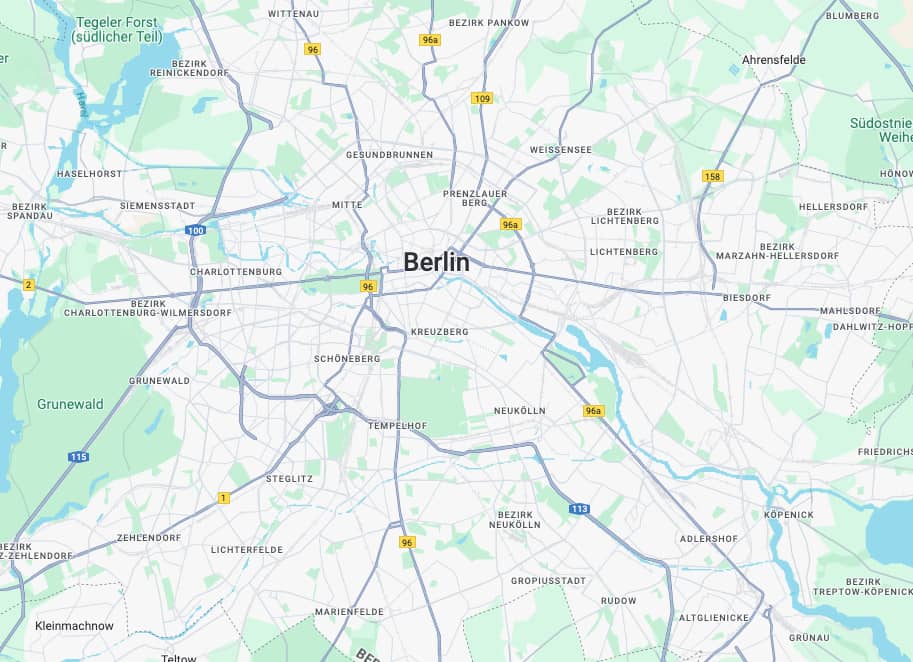 Tegeler Forst
(südlicher Teil)
WITTENAU
BEZIRK PANKOW
BLUMBERG
96
96a
BEZIRK
REINICKENDORF
Ahrensfelde
109
Südostnie
Weihe
GESUNDBRUNNEN
WEISSENSEE
HASELHORST
158
HÖNOW
PRENZLAUER
BERG
BEZIRK
SPANDAU
SIEMENSSTADT
MITTE
BEZIRK
LICHTENBERG
HELLERSDORF
100
96a
LICHTENBERG
BEZIRK
MARZAHN-HELLERSDORF
Berlin
CHARLOTTENBURG
2
96
BIESDORF
BEZIRK
CHARLOTTENBURG-WILMERSDORF
MAHLSDORF
DAHLWITZ-HOPP
KREUZBERG
SCHÖNEBERG
GRUNEWALD
Grunewald
NEUKÖLLN
96a
TEMPELHOF
115
FRIEDRICHS
STEGLITZ
1
113
BEZIRK
NEUKÖLLN
KÖPENICK
ZEHLENDORF
96
ADLERSHOF
BEZIRK
Z-ZEHLENDORF
LICHTERFELDE
GROPIUSSTADT
BEZIRK
TREPTOW-KÖPENICK
RUDOW
MARIENFELDE
ALTGLIENICKE
Kleinmachnow
GRÜNAU
Teltow
BER